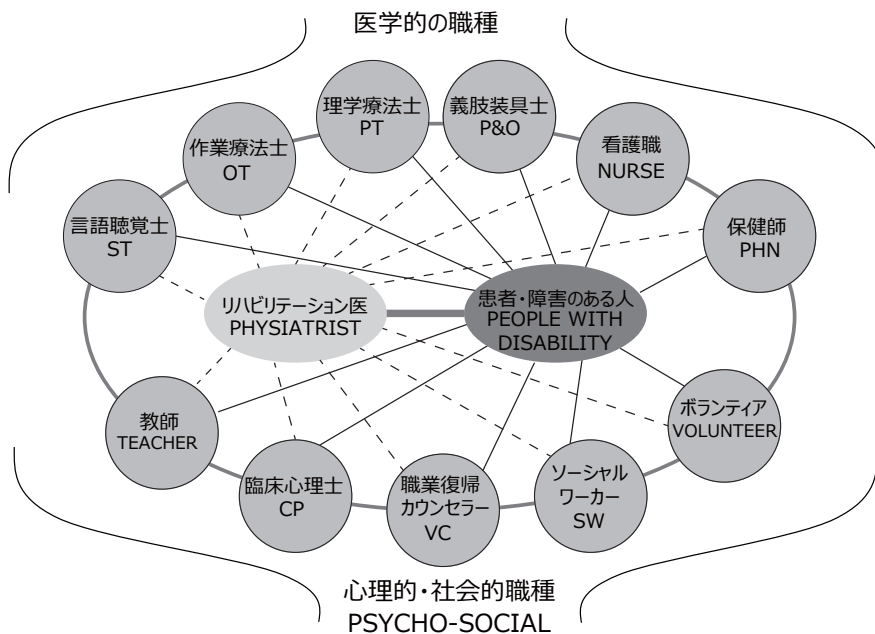 医学的の職種
理学療法士
PT
義肢装具士
P&O
作業療法士
OT
看護職
NURSE
言語聴覚士
ST
保健師
PHN
リハビリテーション医
PHYSIATRIST
患者・障害のある人
PEOPLE WITH
DISABILITY
教師
TEACHER
ボランティア
VOLUNTEER
臨床心理士
CP
職業復帰
カウンセラー
VC
ソーシャル
ワーカー
SW
心理的・社会的職種
PSYCHO-SOCIAL